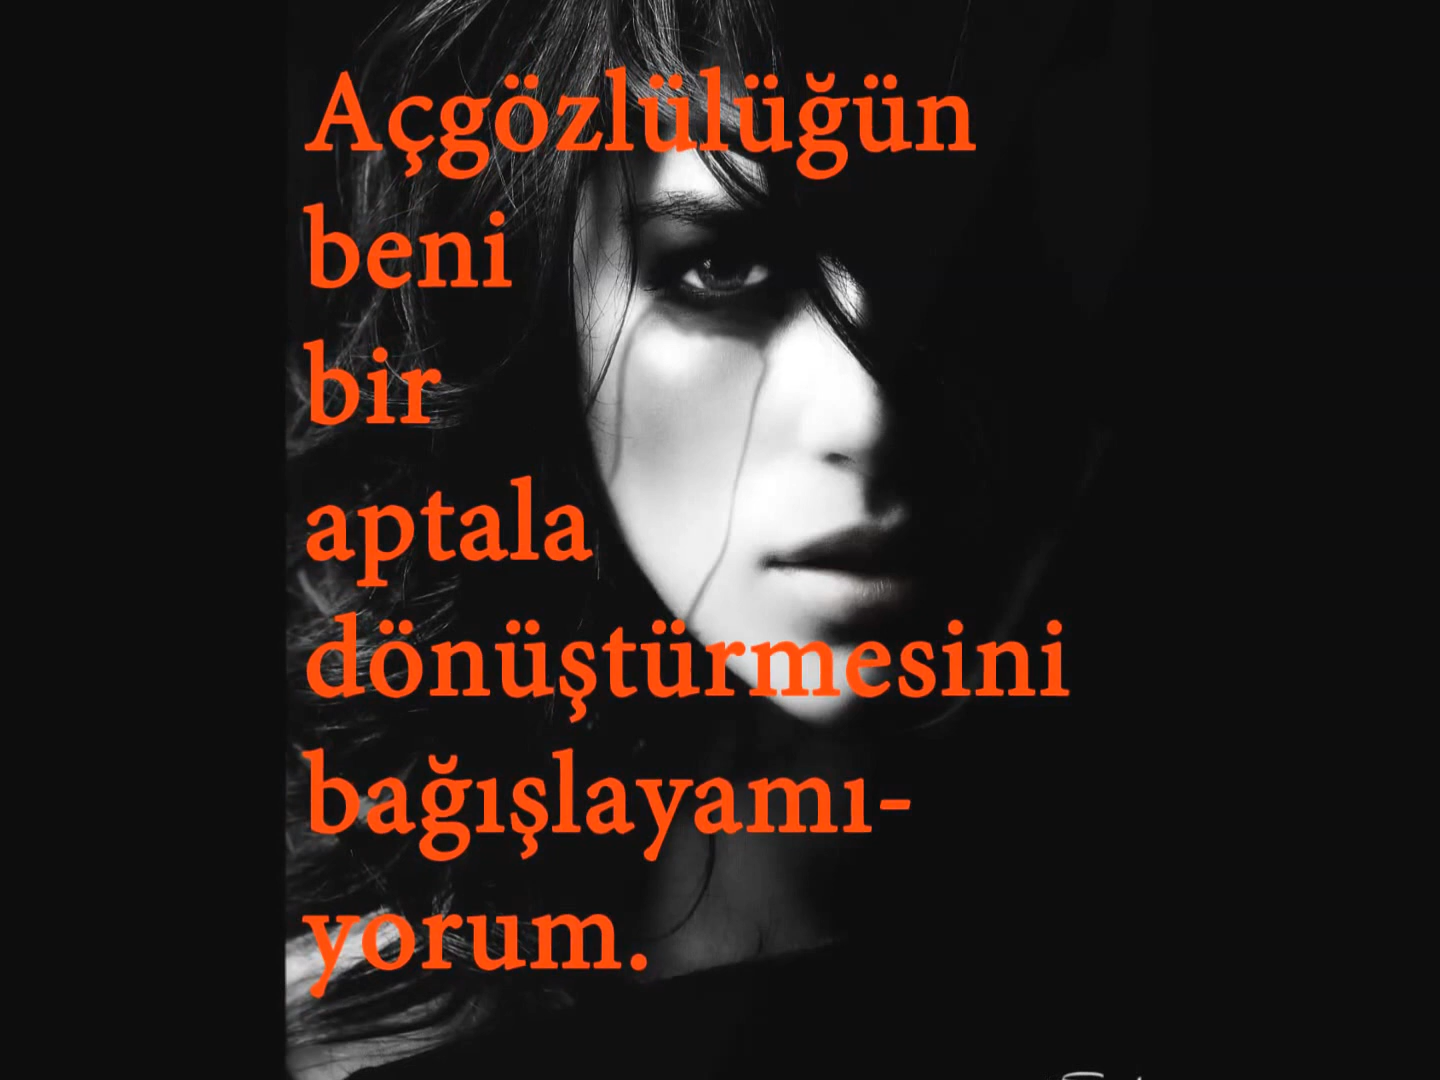 Açgözlülüğün
beni
bir
aptala
dönüştürmesini
bağışlayamı-
yorum.